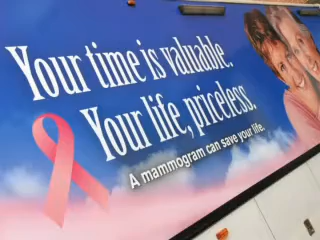 Your time is valuable.
Your life, priceless.
A mammogram can save your life.